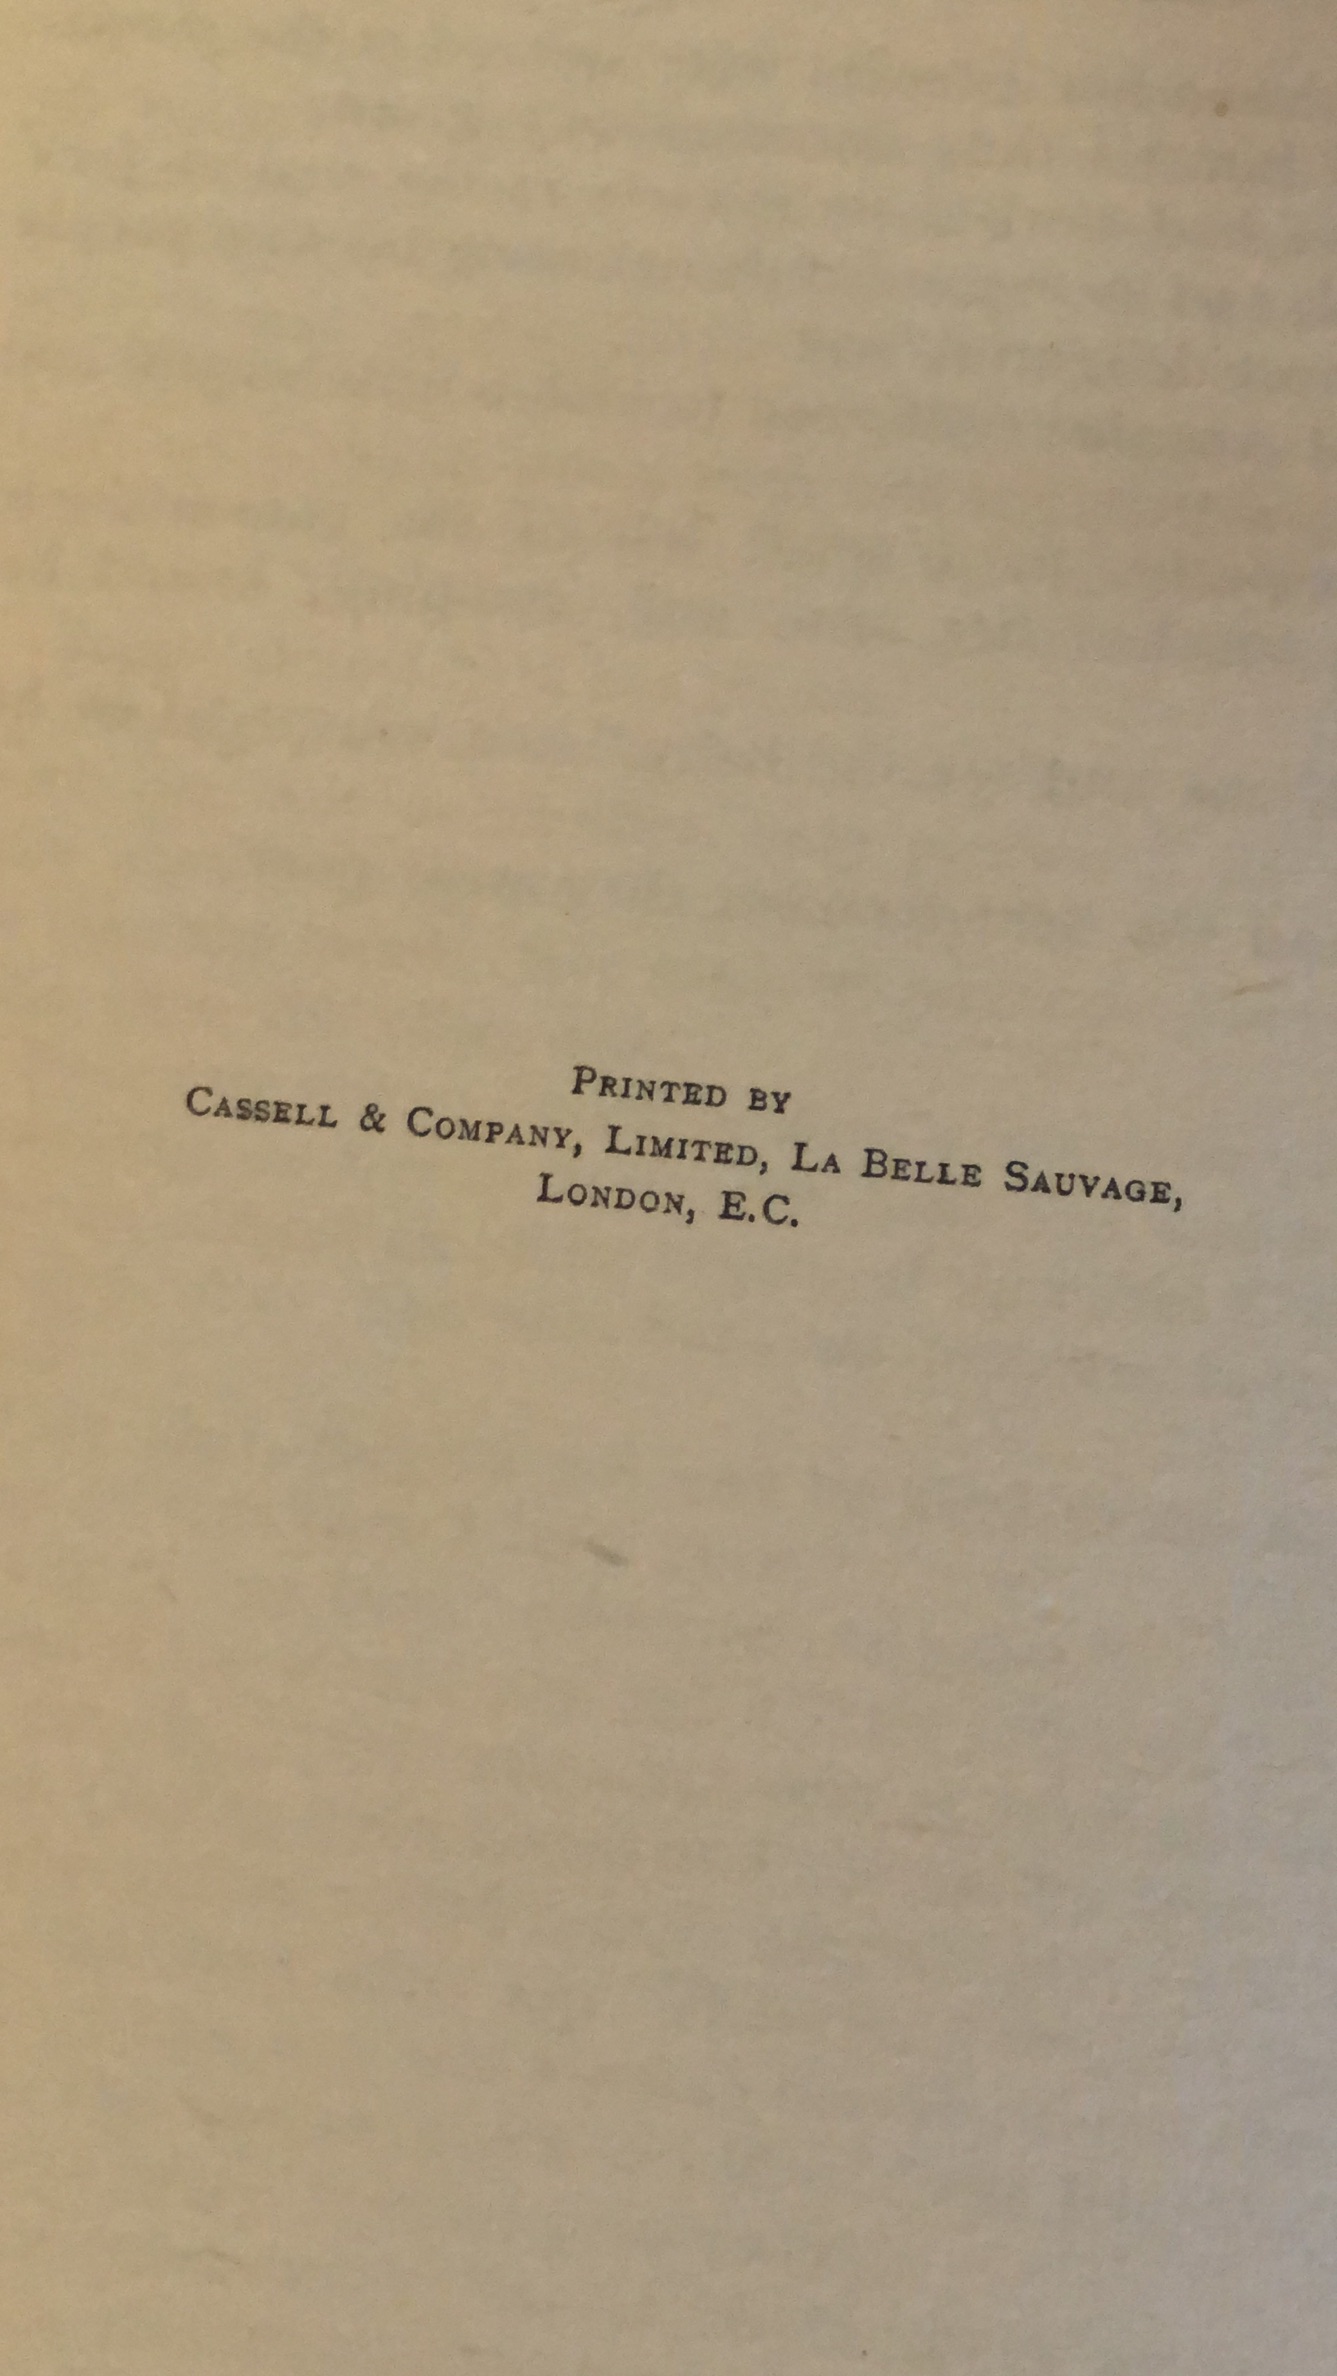 Printed by
Cassell & Company, Limited, La Belle Sauvage,
London, E.C.